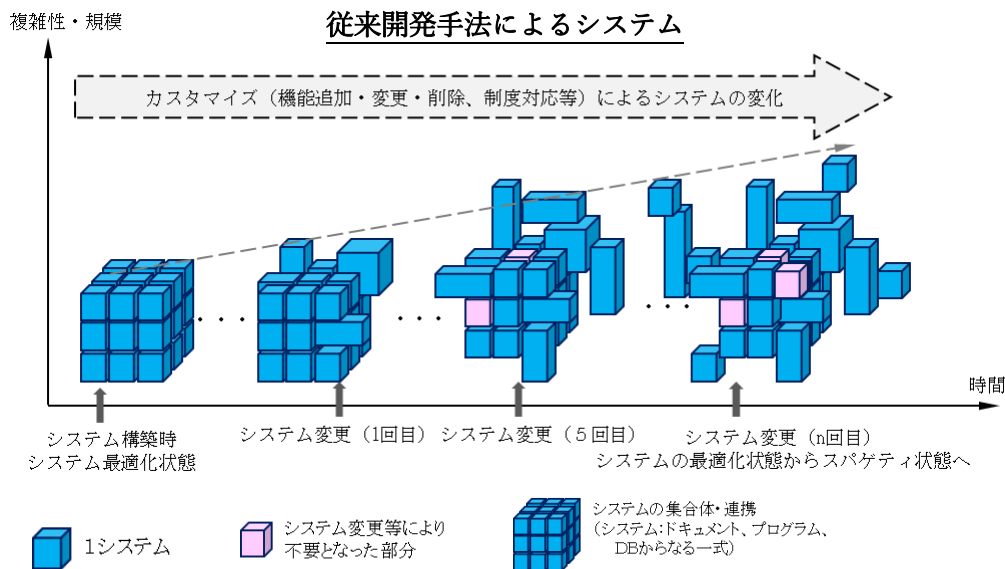 従来開発手法によるシステム
複雑性・規模
カスタマイズ（機能追加・変更・削除、制度対応等）によるシステムの変化
・・・
・・・
・・・
時間
システム構築時
システム最適化状態
システム変更（1回目）
システム変更（５回目）
システム変更（n回目）
システムの最適化状態からスパゲティ状態へ
1システム
システム変更等により
不要となった部分
システムの集合体・連携
（システム：ドキュメント、プログラム、
DBからなる一式）